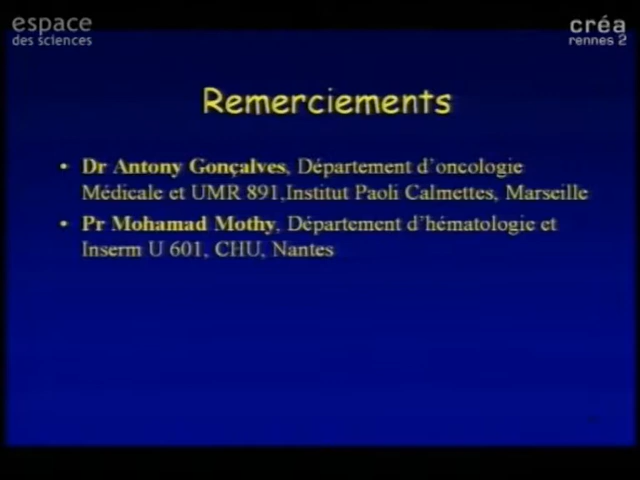 espace
des sciences
créa
rennes 2
Remerciements
• Dr Antony Gonçalves, Département d'oncologie
Médicale et UMR 891,Institut Paoli Calmettes, Marseille
• Pr Mohamad Mothy, Département d'hématologie et
Inserm U 601, CHU, Nantes